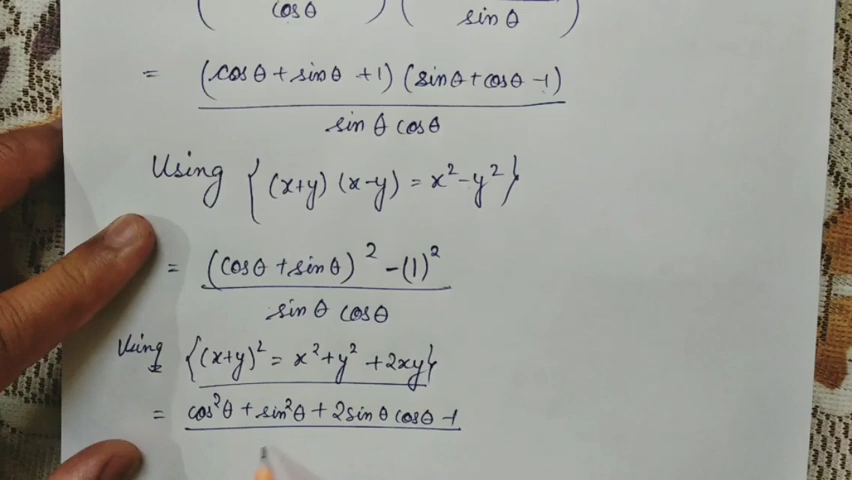 ( cosθ ) ( sinθ )
= (cosθ + sinθ + 1) (sinθ + cosθ - 1)
sinθ cosθ
Using {(x+y) (x-y) = x² - y²}
= (cosθ + sinθ)² - (1)²
sinθ cosθ
Using {(x+y)² = x² + y² + 2xy}
= cos²θ + sin²θ + 2sinθ cosθ - 1